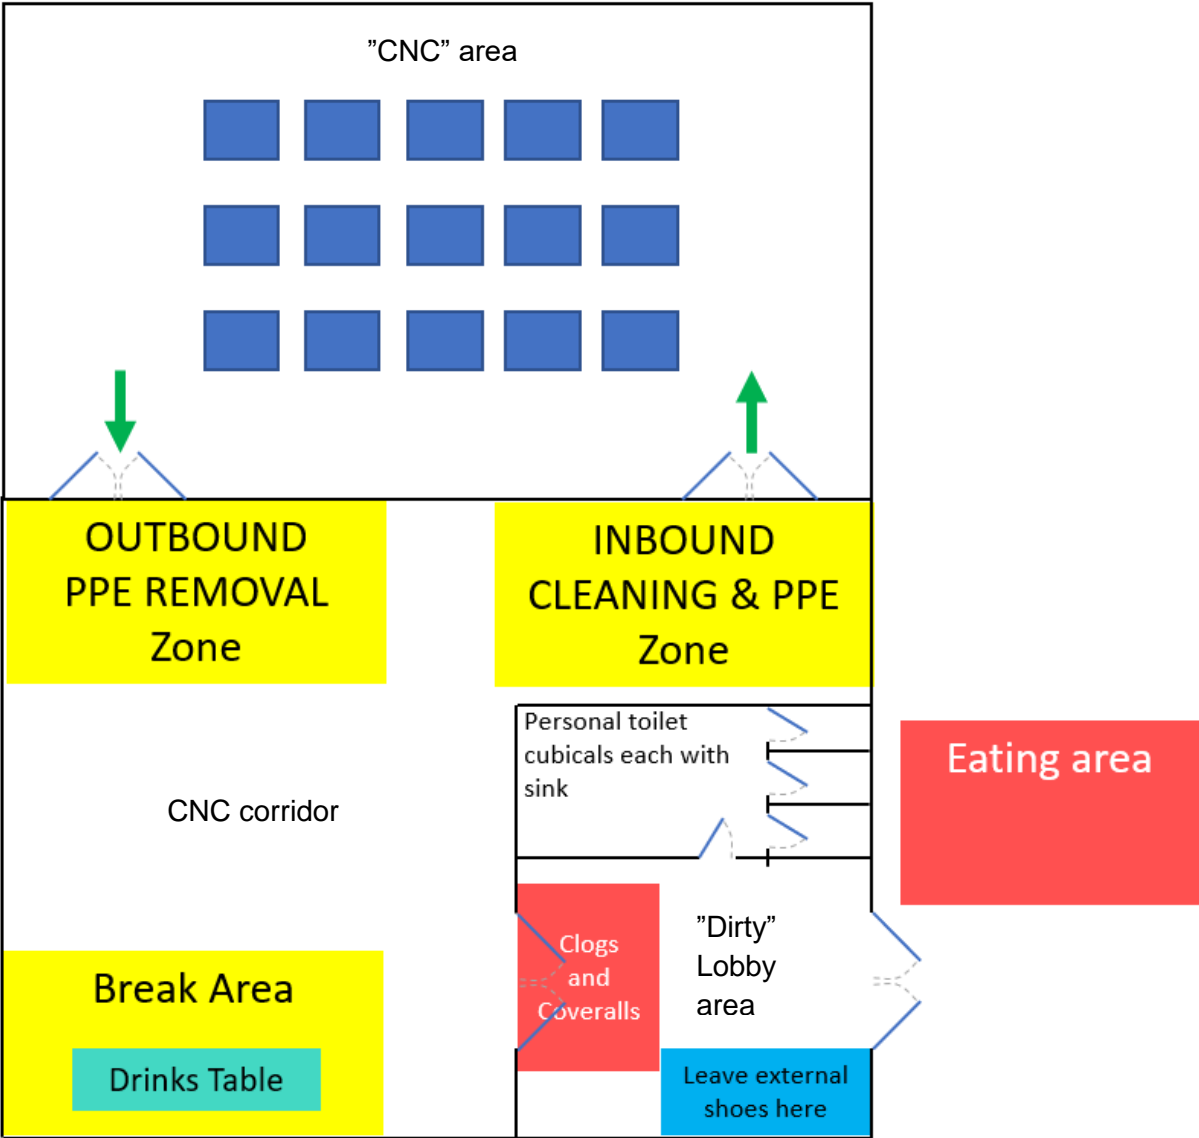 ”CNC” area
OUTBOUND
PPE REMOVAL
Zone
INBOUND
CLEANING & PPE
Zone
Personal toilet
cubicals each with
sink
Eating area
CNC corridor
Clogs
and
Coveralls
”Dirty”
Lobby
area
Break Area
Drinks Table
Leave external
shoes here